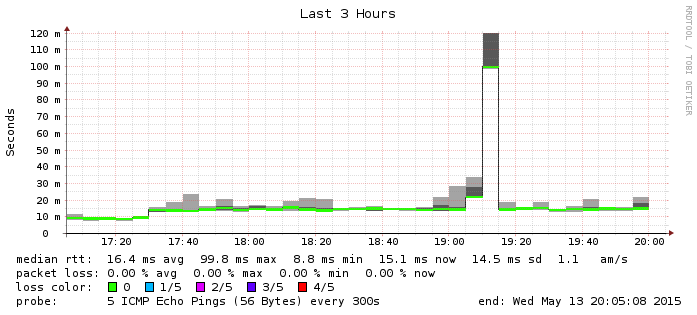 Last 3 Hours
RRDTOOL / TOBI OETIKER
Seconds
120 m
110 m
100 m
90 m
80 m
70 m
60 m
50 m
40 m
30 m
20 m
10 m
0
17:20 17:40 18:00 18:20 18:40 19:00 19:20 19:40 20:00
median rtt: 16.4 ms avg 99.8 ms max 8.8 ms min 15.1 ms now 14.5 ms sd 1.1 am/s
packet loss: 0.00 % avg 0.00 % max 0.00 % min 0.00 % now
loss color: 0 1/5 2/5 3/5 4/5
probe: 5 ICMP Echo Pings (56 Bytes) every 300s end: Wed May 13 20:05:08 2015